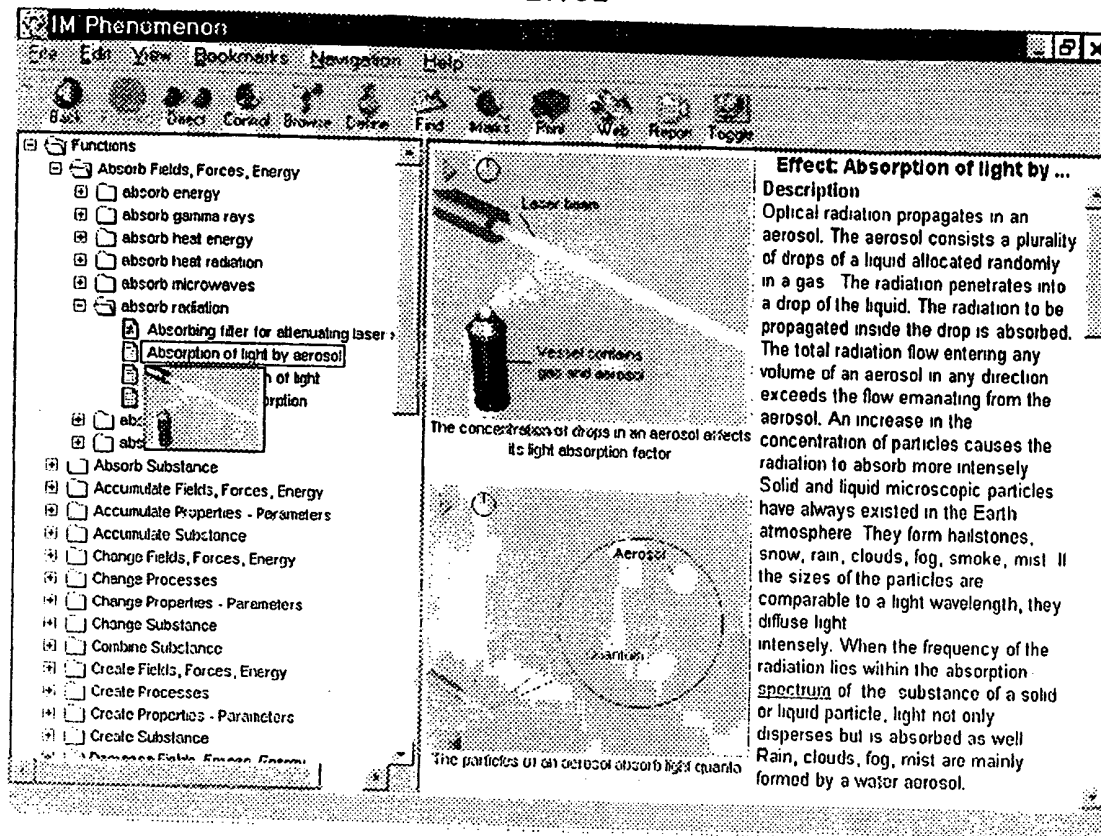 IM Phenomenon
File Edit View Bookmarks Navigation Help
Back Direct Control Browse Define Find Marks Print Web Report Toggle
Functions
Absorb Fields, Forces, Energy
absorb energy
absorb gamma rays
absorb heat energy
absorb heat radiation
absorb microwaves
absorb radiation
Absorbing filter for attenuating laser
Absorption of light by aerosol
n of light
orption
abs
Absorb Substance
Accumulate Fields, Forces, Energy
Accumulate Properties - Parameters
Accumulate Substance
Change Fields, Forces, Energy
Change Processes
Change Properties - Parameters
Change Substance
Combine Substance
Create Fields, Forces, Energy
Create Processes
Create Properties - Parameters
Create Substance
Laser beam
Vessel contains
gas and aerosol
The concentration of drops in an aerosol affects
its light absorption factor
Aerosol
Quantum
The particles of an aerosol absorb light quanta
Effect: Absorption of light by ...
Description
Optical radiation propagates in an
aerosol. The aerosol consists a plurality
of drops of a liquid allocated randomly
in a gas The radiation penetrates into
a drop of the liquid. The radiation to be
propagated inside the drop is absorbed.
The total radiation flow entering any
volume of an aerosol in any direction
exceeds the flow emanating from the
aerosol. An increase in the
concentration of particles causes the
radiation to absorb more intensely
Solid and liquid microscopic particles
have always existed in the Earth
atmosphere They form hailstones,
snow, rain, clouds, fog, smoke, mist If
the sizes of the particles are
comparable to a light wavelength, they
diffuse light
intensely. When the frequency of the
radiation lies within the absorption
spectrum of the substance of a solid
or liquid particle, light not only
disperses but is absorbed as well
Rain, clouds, fog, mist are mainly
formed by a water aerosol.